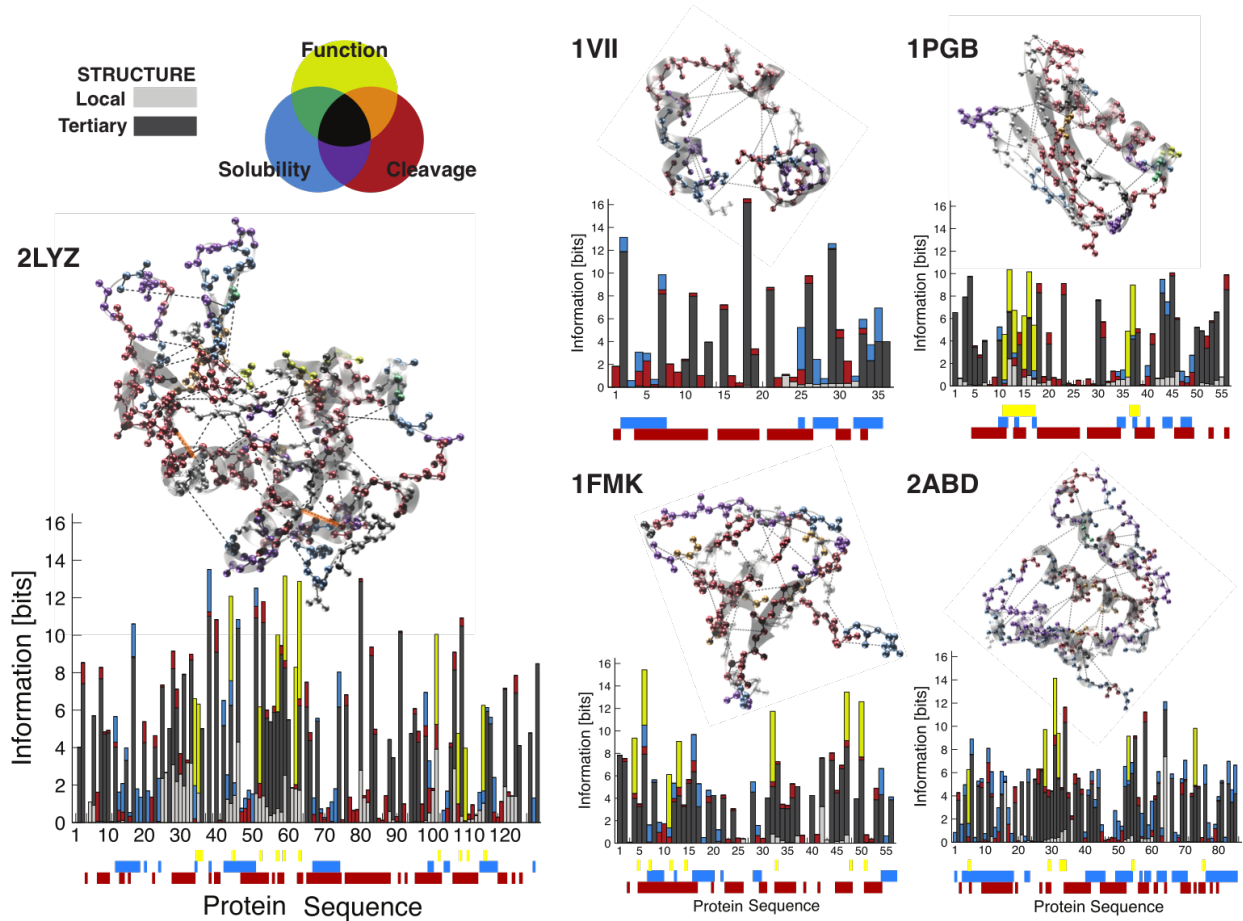 STRUCTURE
Local
Tertiary
Function
Solubility
Cleavage
1VII
Information [bits]
16
14
12
10
8
6
4
2
0
1 5 10 15 20 25 30 35
1PGB
Information [bits]
16
14
12
10
8
6
4
2
0
1 5 10 15 20 25 30 35 40 45 50 55
2LYZ
Information [bits]
16
14
12
10
8
6
4
2
0
1 10 20 30 40 50 60 70 80 90 100 110 120
Protein Sequence
1FMK
Information [bits]
16
14
12
10
8
6
4
2
0
1 5 10 15 20 25 30 35 40 45 50 55
Protein Sequence
2ABD
Information [bits]
16
14
12
10
8
6
4
2
0
1 10 20 30 40 50 60 70 80
Protein Sequence